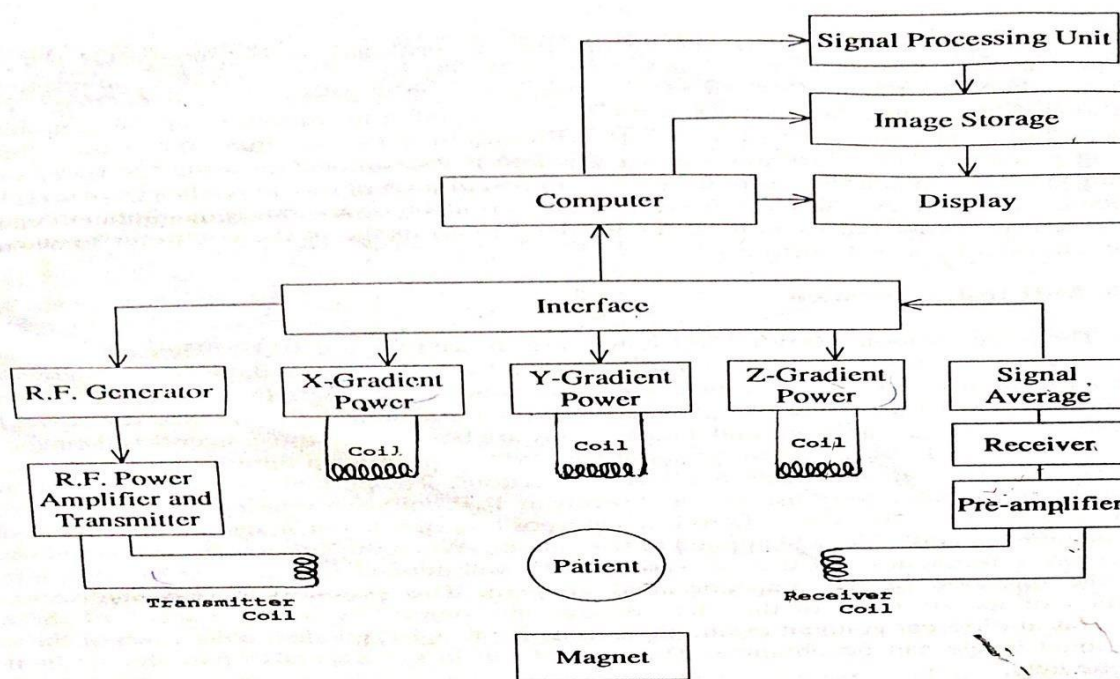 Signal Processing Unit
Image Storage
Computer
Display
Interface
R.F. Generator
X-Gradient
Power
Y-Gradient
Power
Z-Gradient
Power
Signal
Average
Coil
Coil
Coil
Receiver
R.F. Power
Amplifier and
Transmitter
Pre-amplifier
Patient
Transmitter
Coil
Receiver
Coil
Magnet